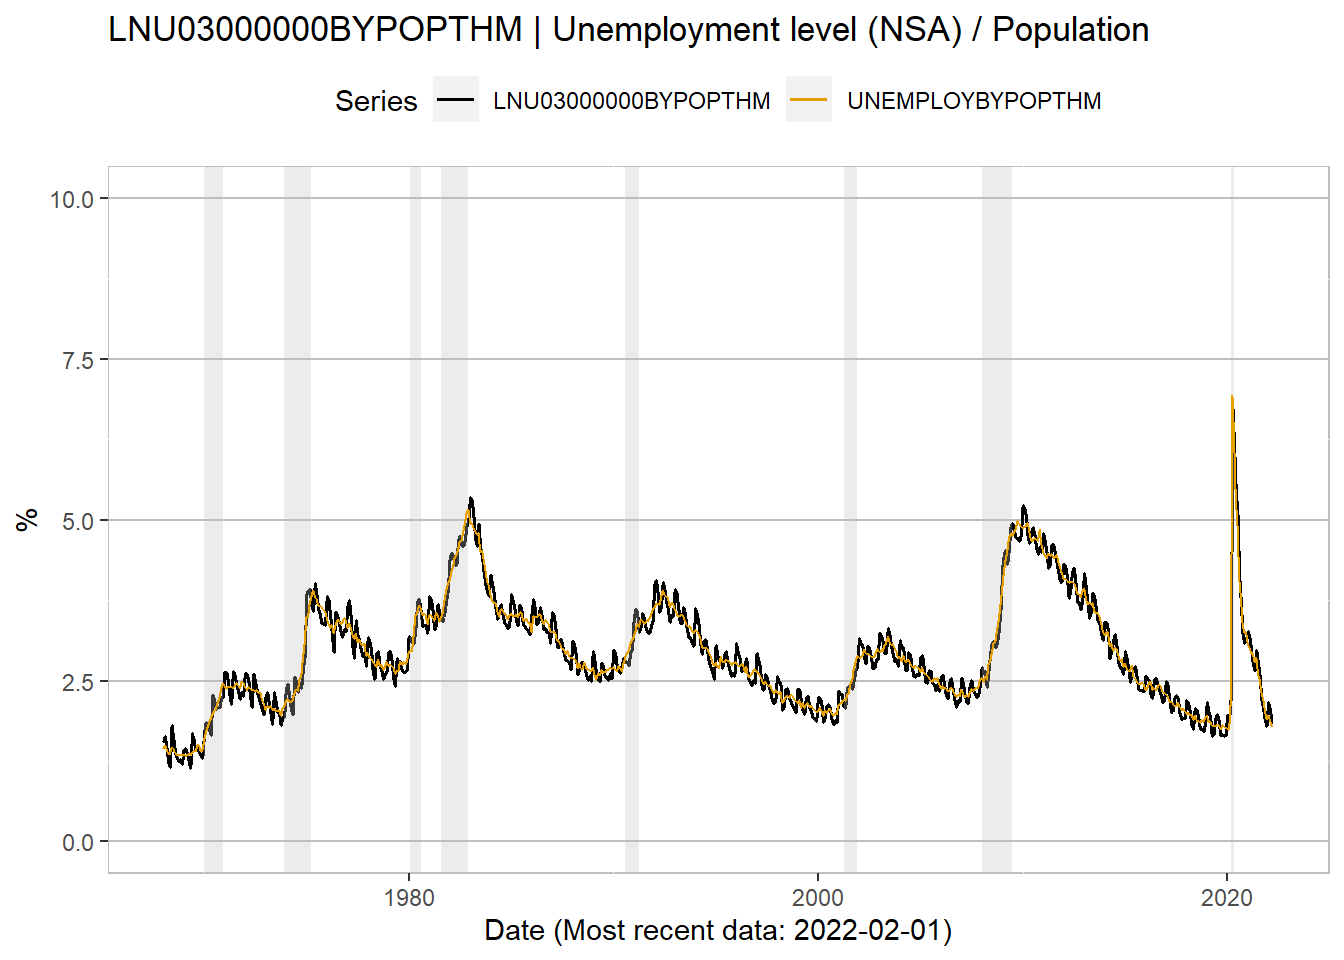 LNU03000000BYPOPTHM | Unemployment level (NSA) / Population
Series LNU03000000BYPOPTHM UNEMPLOYBYPOPTHM
10.0
7.5
5.0
2.5
0.0
%
1980 2000 2020
Date (Most recent data: 2022-02-01)